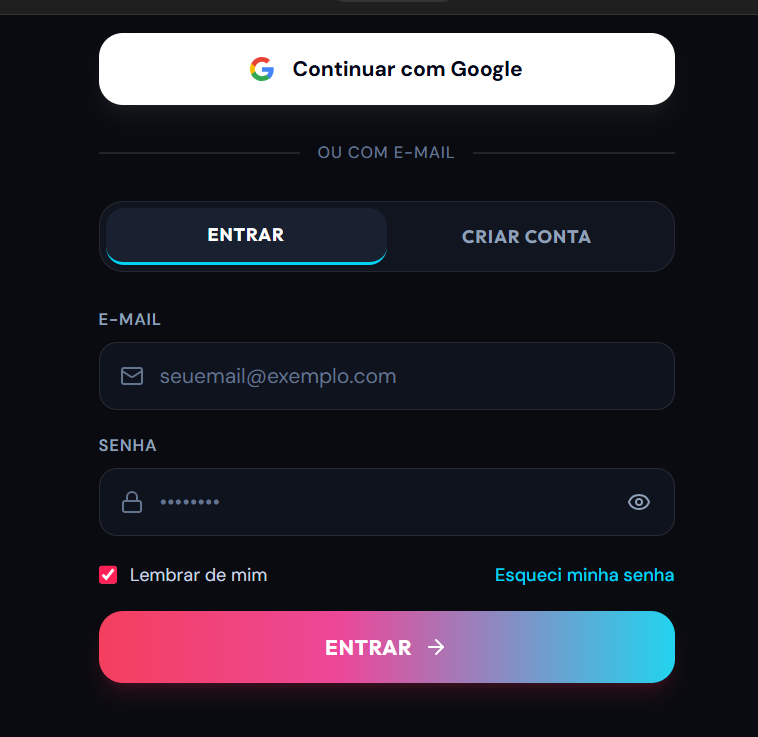 Continuar com Google
OU COM E-MAIL
ENTRAR
CRIAR CONTA
E-MAIL
seuemail@exemplo.com
SENHA
••••••••
Lembrar de mim
Esqueci minha senha
ENTRAR →